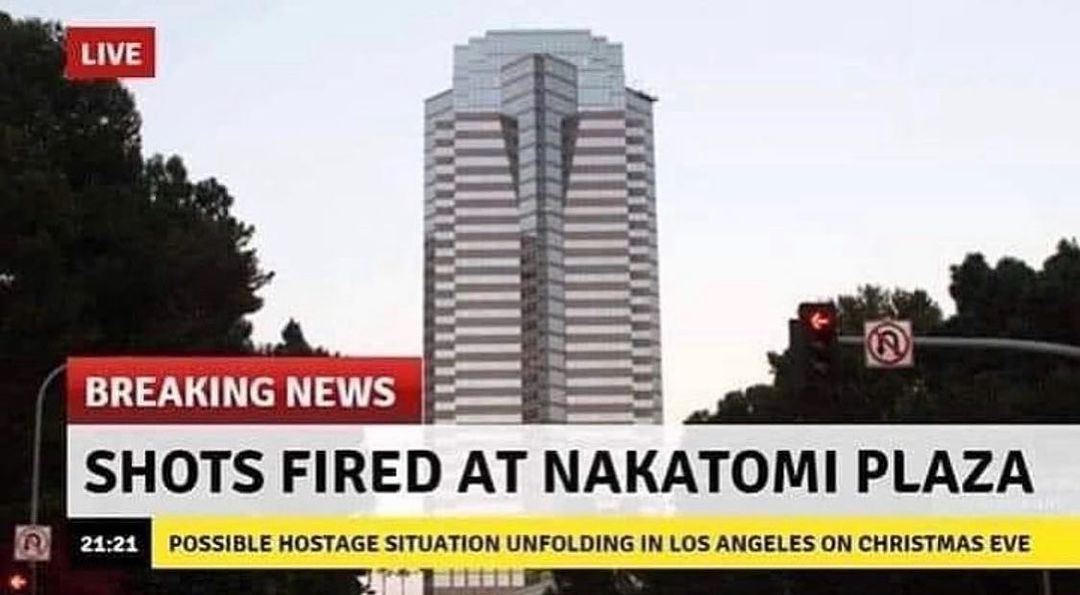 LIVE
BREAKING NEWS
SHOTS FIRED AT NAKATOMI PLAZA
21:21 POSSIBLE HOSTAGE SITUATION UNFOLDING IN LOS ANGELES ON CHRISTMAS EVE